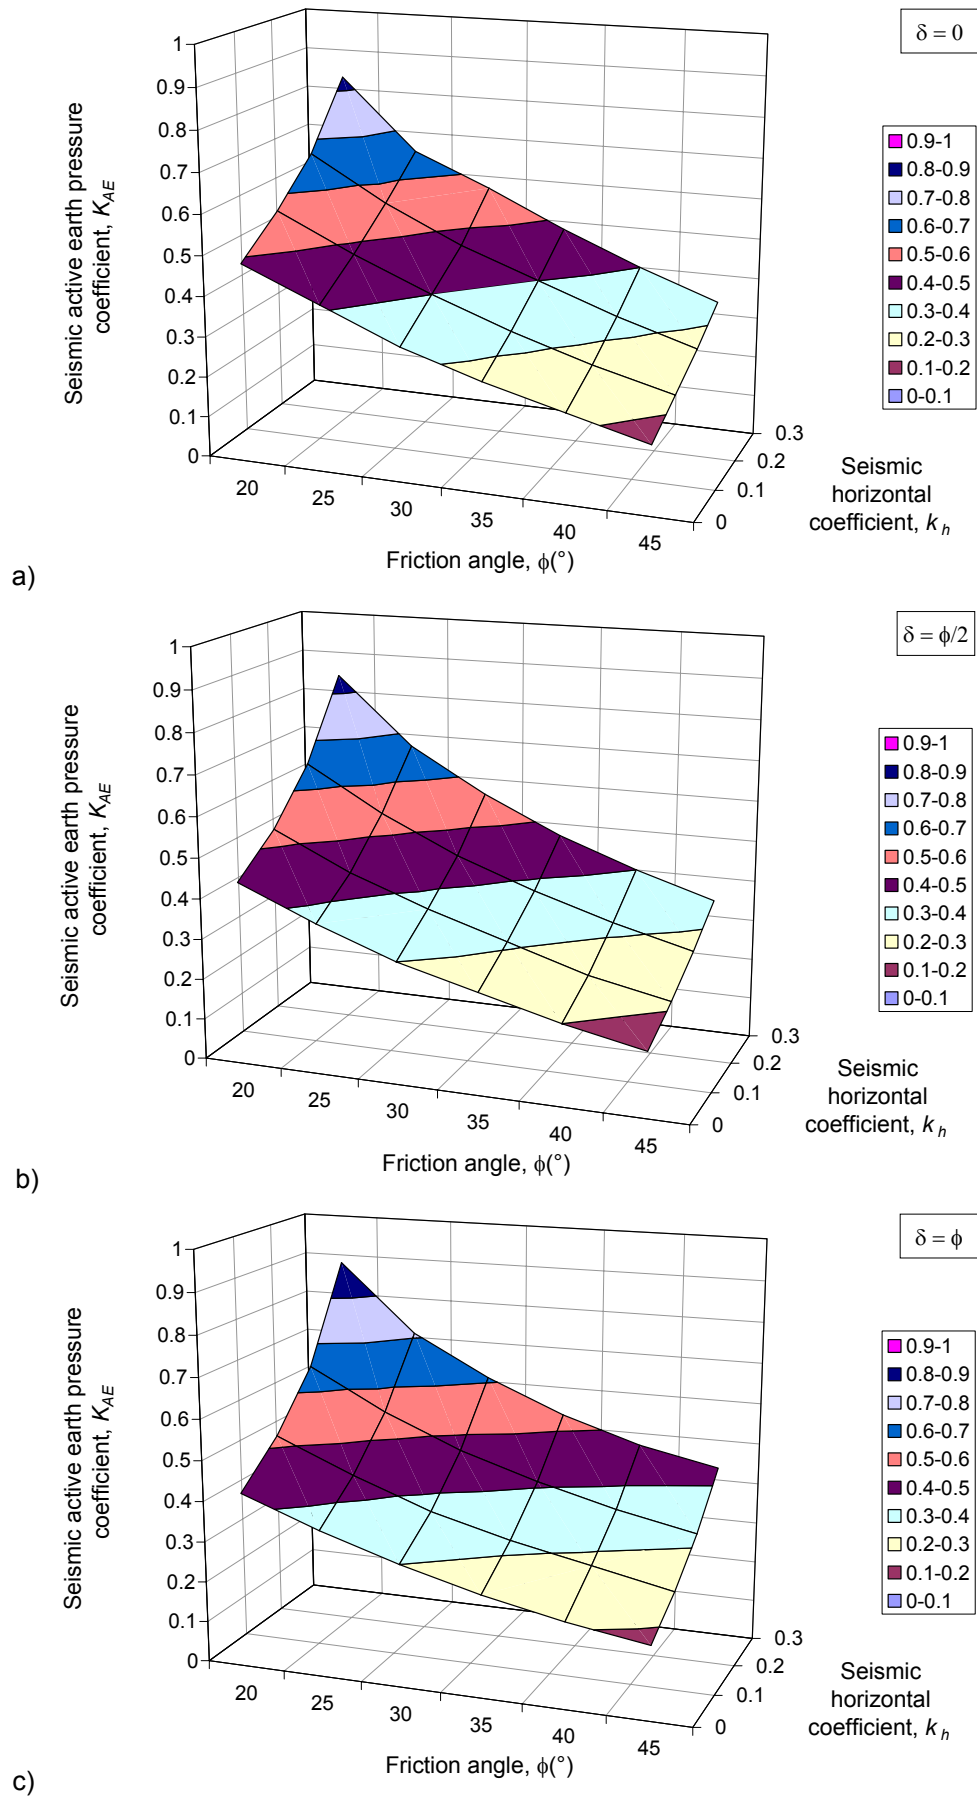 δ = 0
1
0.9
0.8
0.7
0.6
0.5
0.4
0.3
0.2
0.1
0
Seismic active earth pressure
coefficient, K_AE
0.9-1
0.8-0.9
0.7-0.8
0.6-0.7
0.5-0.6
0.4-0.5
0.3-0.4
0.2-0.3
0.1-0.2
0-0.1
0.3
0.2
0.1
0
Seismic
horizontal
coefficient, k_h
20 25 30 35 40 45
Friction angle, ϕ(°)
a)
δ = ϕ/2
1
0.9
0.8
0.7
0.6
0.5
0.4
0.3
0.2
0.1
0
Seismic active earth pressure
coefficient, K_AE
0.9-1
0.8-0.9
0.7-0.8
0.6-0.7
0.5-0.6
0.4-0.5
0.3-0.4
0.2-0.3
0.1-0.2
0-0.1
0.3
0.2
0.1
0
Seismic
horizontal
coefficient, k_h
20 25 30 35 40 45
Friction angle, ϕ(°)
b)
δ = ϕ
1
0.9
0.8
0.7
0.6
0.5
0.4
0.3
0.2
0.1
0
Seismic active earth pressure
coefficient, K_AE
0.9-1
0.8-0.9
0.7-0.8
0.6-0.7
0.5-0.6
0.4-0.5
0.3-0.4
0.2-0.3
0.1-0.2
0-0.1
0.3
0.2
0.1
0
Seismic
horizontal
coefficient, k_h
20 25 30 35 40 45
Friction angle, ϕ(°)
c)